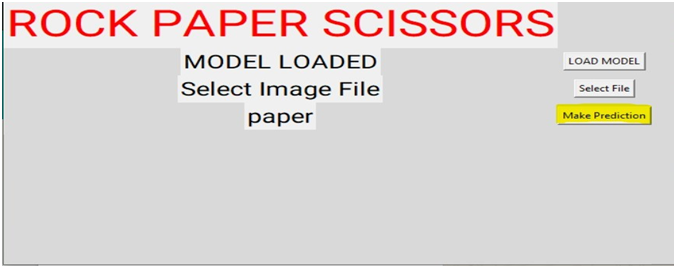 ROCK PAPER SCISSORS
MODEL LOADED
LOAD MODEL
Select Image File
Select File
paper
Make Prediction